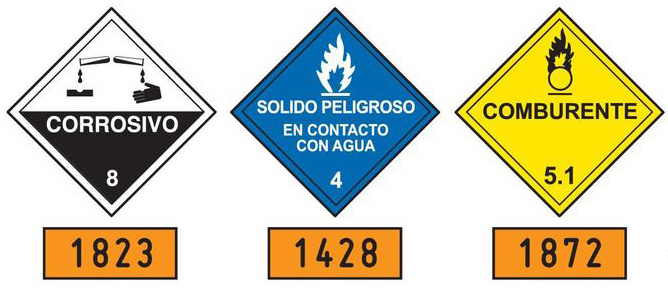 CORROSIVO
8
1823
SOLIDO PELIGROSO
EN CONTACTO
CON AGUA
4
1428
COMBURENTE
5.1
1872